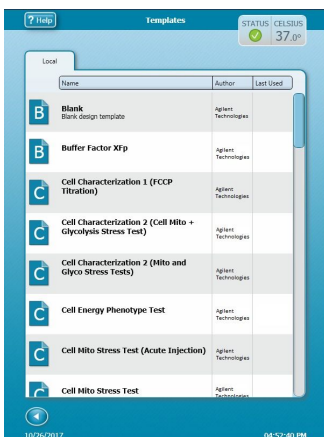 ? Help
Templates
STATUS CELSIUS
37.0°
Local
Name Author Last Used
B Blank
Blank design template
Agilent
Technologies
B Buffer Factor XFp
Agilent
Technologies
C Cell Characterization 1 (FCCP
Titration)
Agilent
Technologies
C Cell Characterization 2 (Cell Mito +
Glycolysis Stress Test)
Agilent
Technologies
C Cell Characterization 2 (Mito and
Glyco Stress Tests)
Agilent
Technologies
C Cell Energy Phenotype Test
Agilent
Technologies
C Cell Mito Stress Test (Acute Injection)
Agilent
Technologies
C Cell Mito Stress Test
Agilent
Technologies
10/26/2017 04:52:40 PM